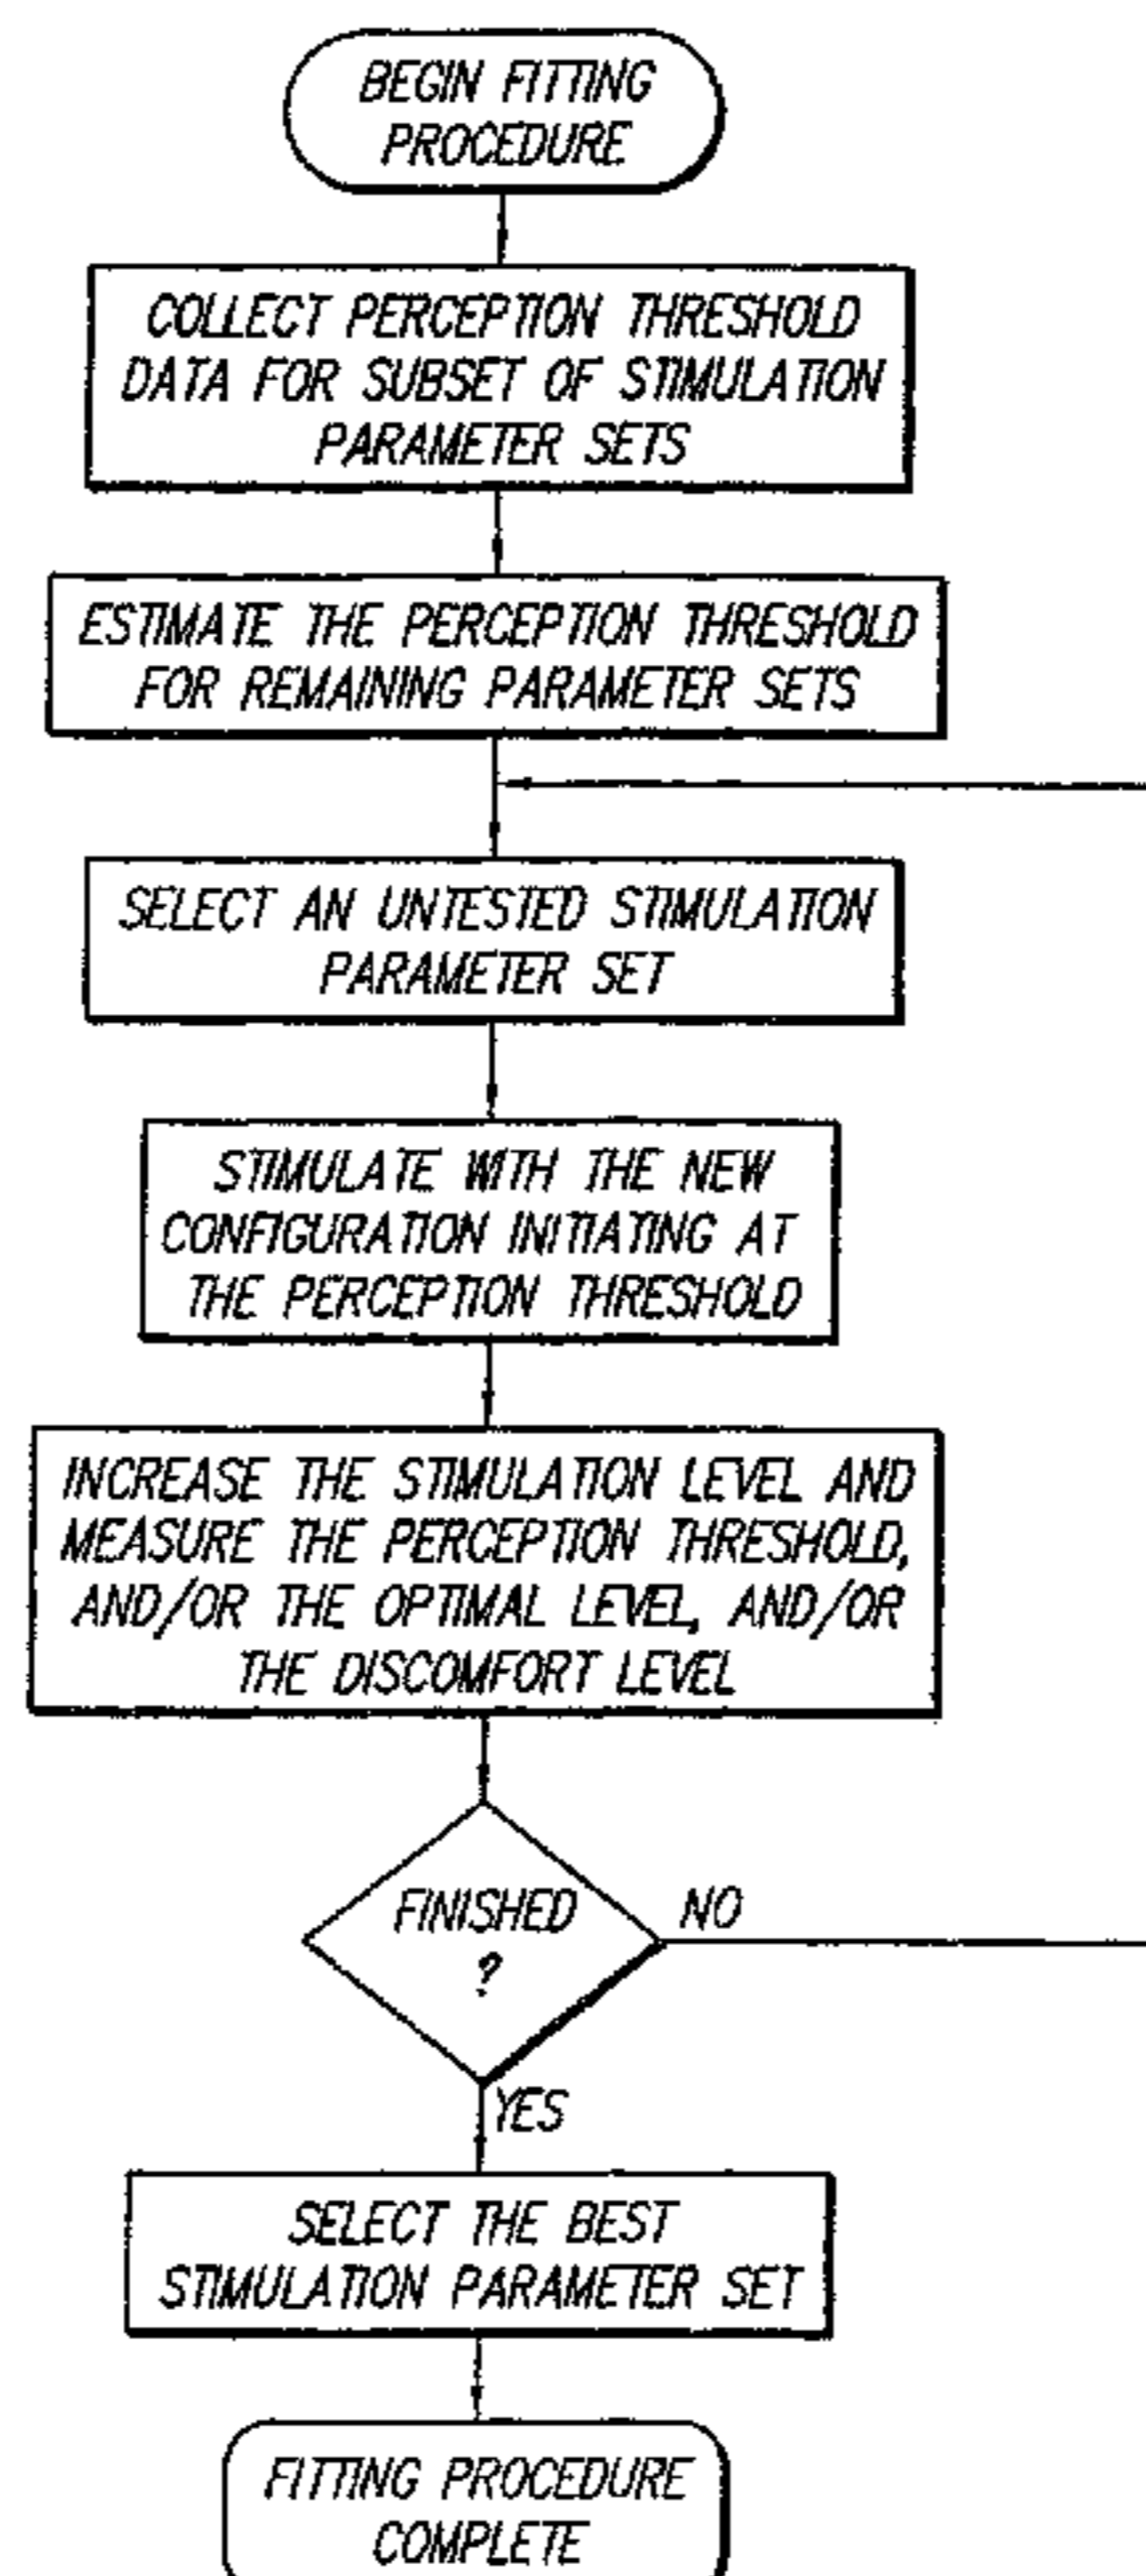 BEGIN FITTING
PROCEDURE
COLLECT PERCEPTION THRESHOLD
DATA FOR SUBSET OF STIMULATION
PARAMETER SETS
ESTIMATE THE PERCEPTION THRESHOLD
FOR REMAINING PARAMETER SETS
SELECT AN UNTESTED STIMULATION
PARAMETER SET
STIMULATE WITH THE NEW
CONFIGURATION INITIATING AT
THE PERCEPTION THRESHOLD
INCREASE THE STIMULATION LEVEL AND
MEASURE THE PERCEPTION THRESHOLD,
AND/OR THE OPTIMAL LEVEL, AND/OR
THE DISCOMFORT LEVEL
FINISHED
?
NO
YES
SELECT THE BEST
STIMULATION PARAMETER SET
FITTING PROCEDURE
COMPLETE